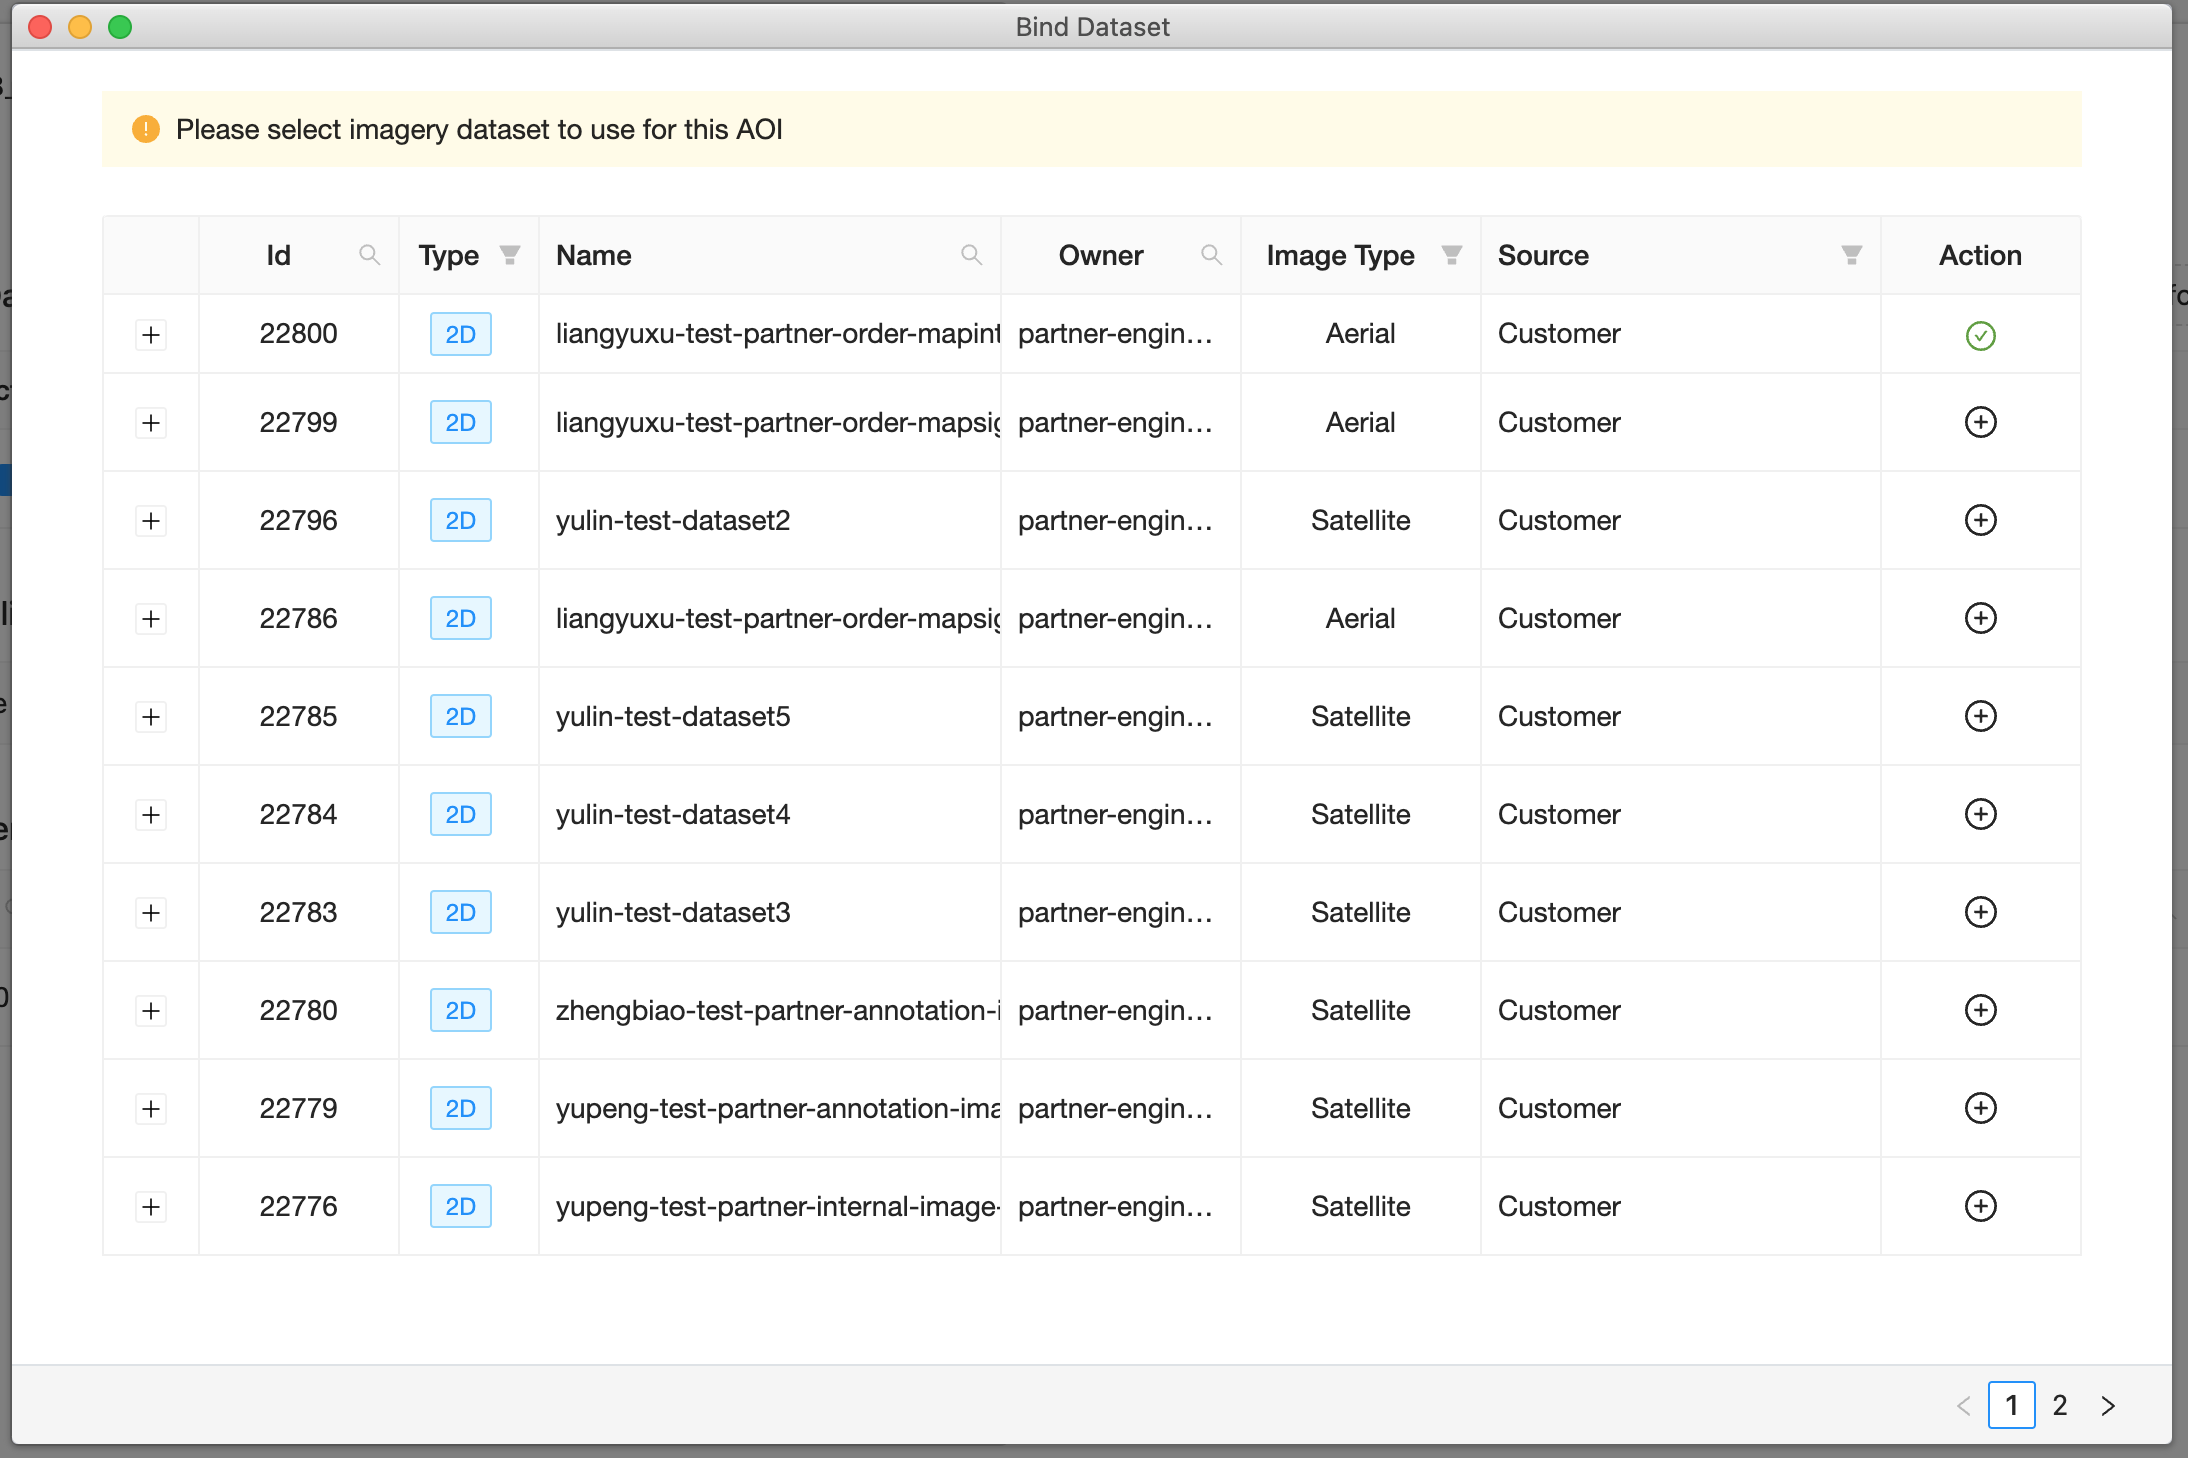 Bind Dataset
Please select imagery dataset to use for this AOI
Id Type Name Owner Image Type Source Action
22800 2D liangyuxu-test-partner-order-mapint partner-engin... Aerial Customer
22799 2D liangyuxu-test-partner-order-mapsig partner-engin... Aerial Customer
22796 2D yulin-test-dataset2 partner-engin... Satellite Customer
22786 2D liangyuxu-test-partner-order-mapsig partner-engin... Aerial Customer
22785 2D yulin-test-dataset5 partner-engin... Satellite Customer
22784 2D yulin-test-dataset4 partner-engin... Satellite Customer
22783 2D yulin-test-dataset3 partner-engin... Satellite Customer
22780 2D zhengbiao-test-partner-annotation-i partner-engin... Satellite Customer
22779 2D yupeng-test-partner-annotation-ima partner-engin... Satellite Customer
22776 2D yupeng-test-partner-internal-image- partner-engin... Satellite Customer
1 2